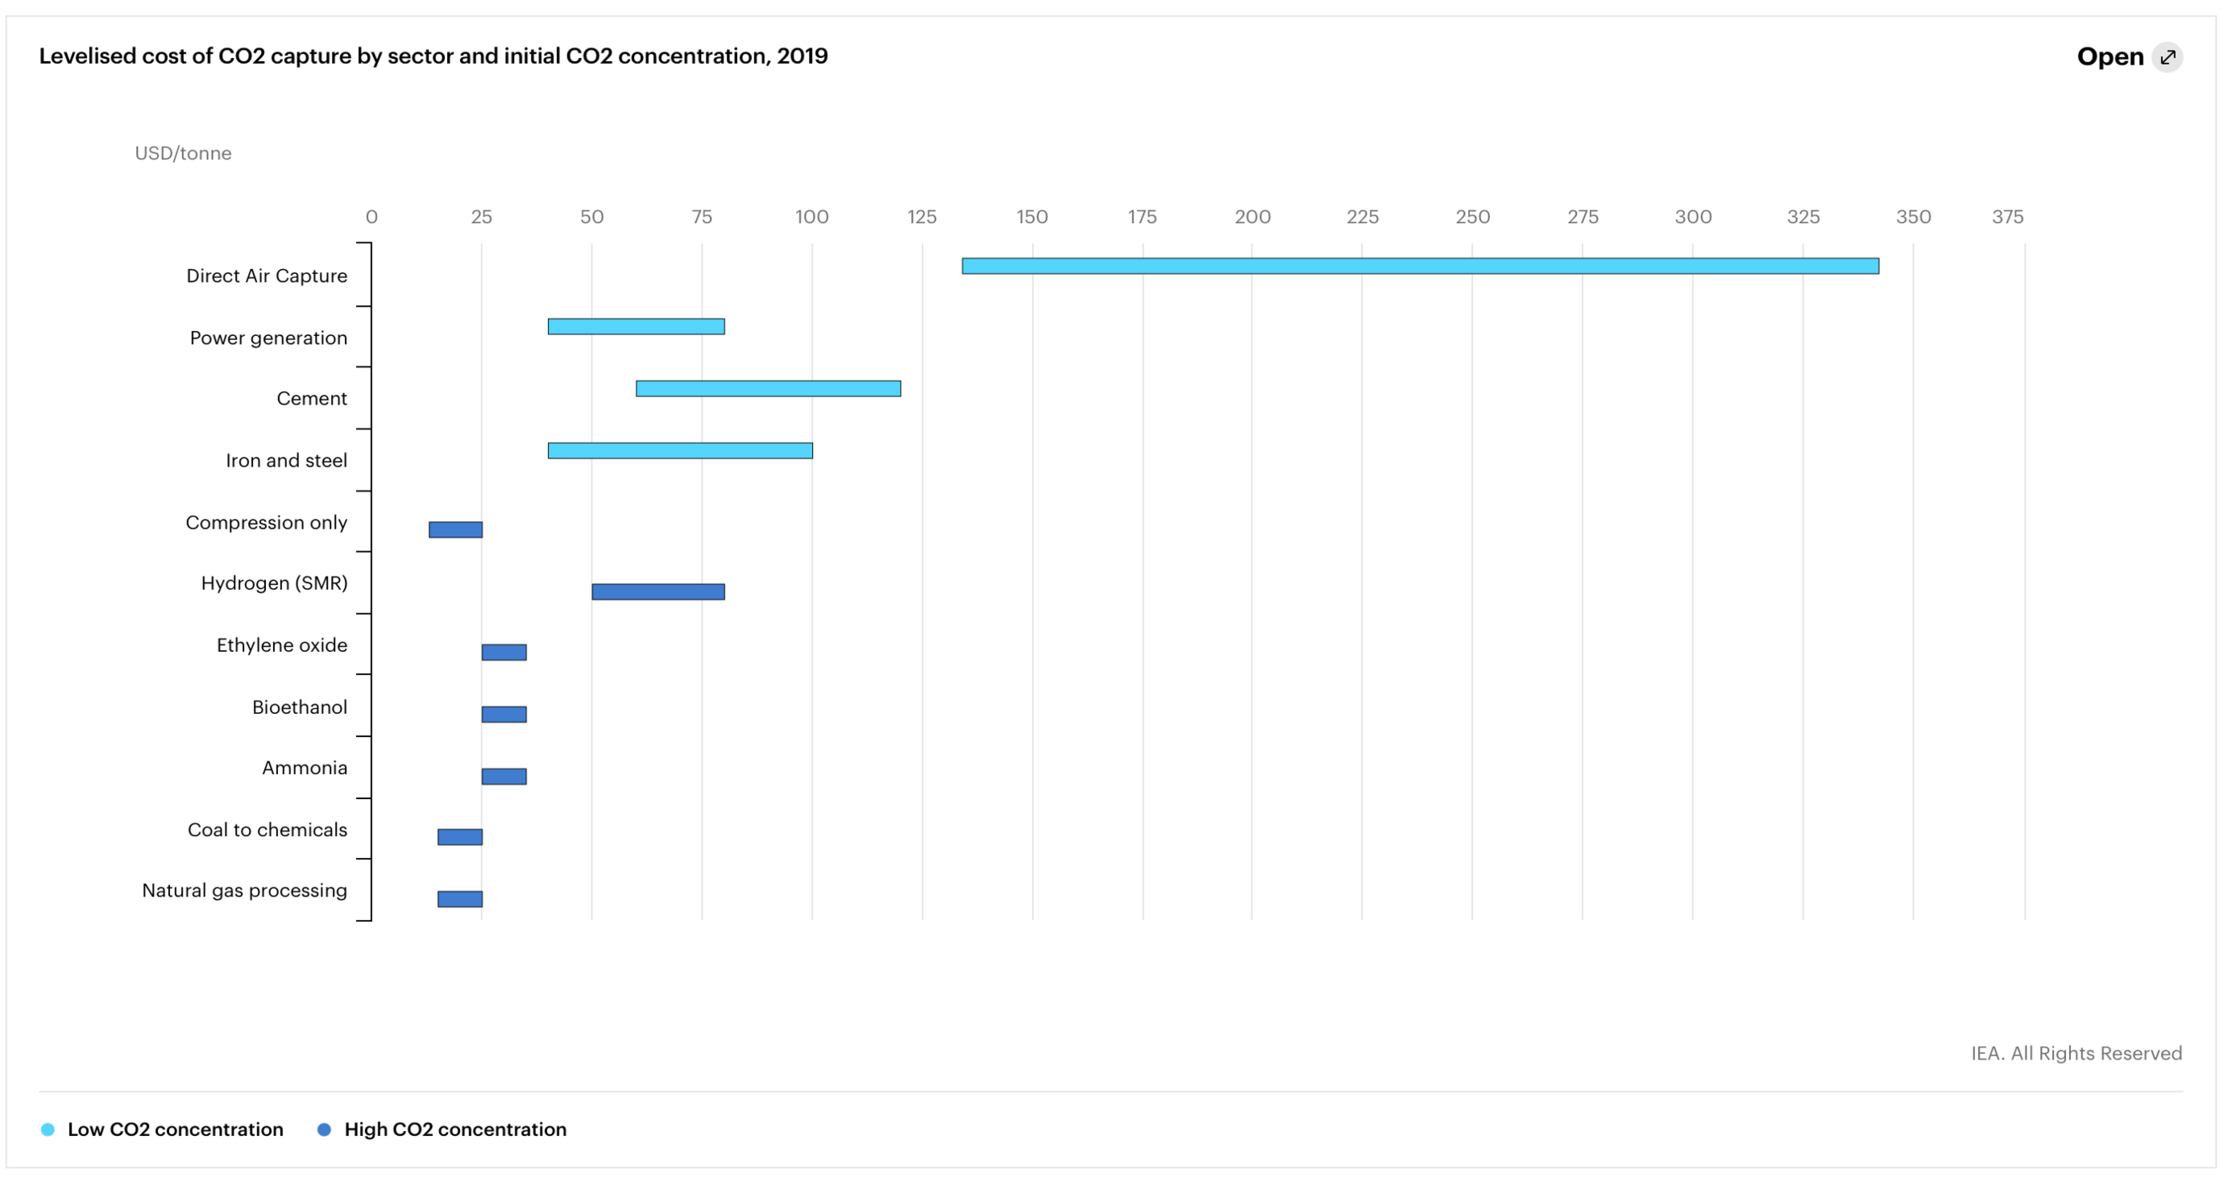 Levelised cost of CO2 capture by sector and initial CO2 concentration, 2019
Open
USD/tonne
0 25 50 75 100 125 150 175 200 225 250 275 300 325 350 375
Direct Air Capture
Power generation
Cement
Iron and steel
Compression only
Hydrogen (SMR)
Ethylene oxide
Bioethanol
Ammonia
Coal to chemicals
Natural gas processing
IEA. All Rights Reserved
Low CO2 concentration High CO2 concentration